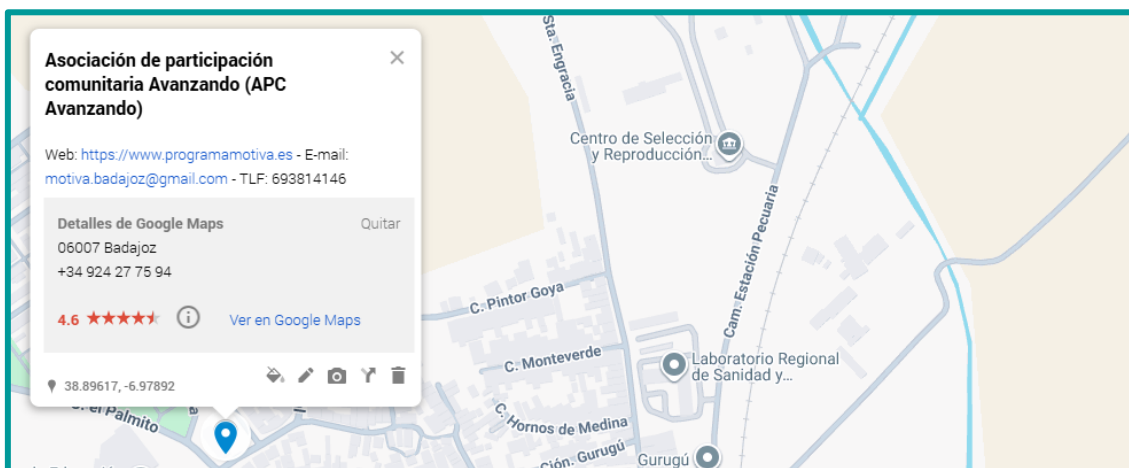 Asociación de participación
comunitaria Avanzando (APC
Avanzando)
Web: https://www.programamotiva.es - E-mail:
motiva.badajoz@gmail.com - TLF: 693814146
Detalles de Google Maps
Quitar
06007 Badajoz
+34 924 27 75 94
4.6
Ver en Google Maps
38.89617, -6.97892
C. el Palmito
Sta. Engracia
Centro de Selección
y Reproducción...
Cam. Estación Pecuaria
C. Pintor Goya
C. Monteverde
Laboratorio Regional
de Sanidad y...
C. Hornos de Medina
Ción. Gurugú
Gurugú